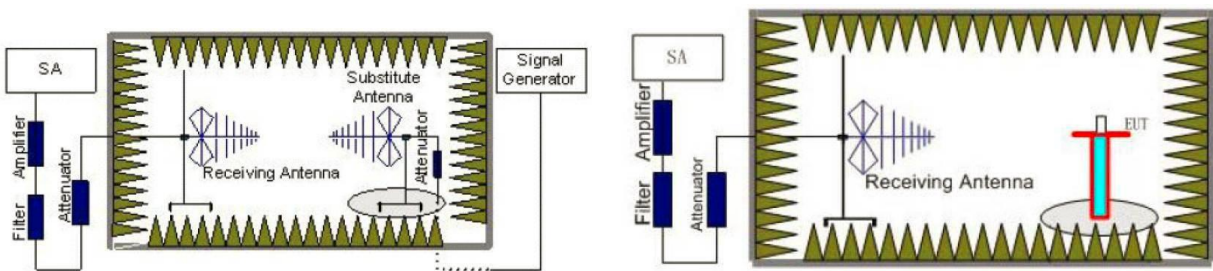 SA
Amplifier
Filter
Attenuator
Receiving Antenna
Substitute
Antenna
Attenuator
Signal
Generator
SA
Amplifier
Filter
Attenuator
Receiving Antenna
EUT